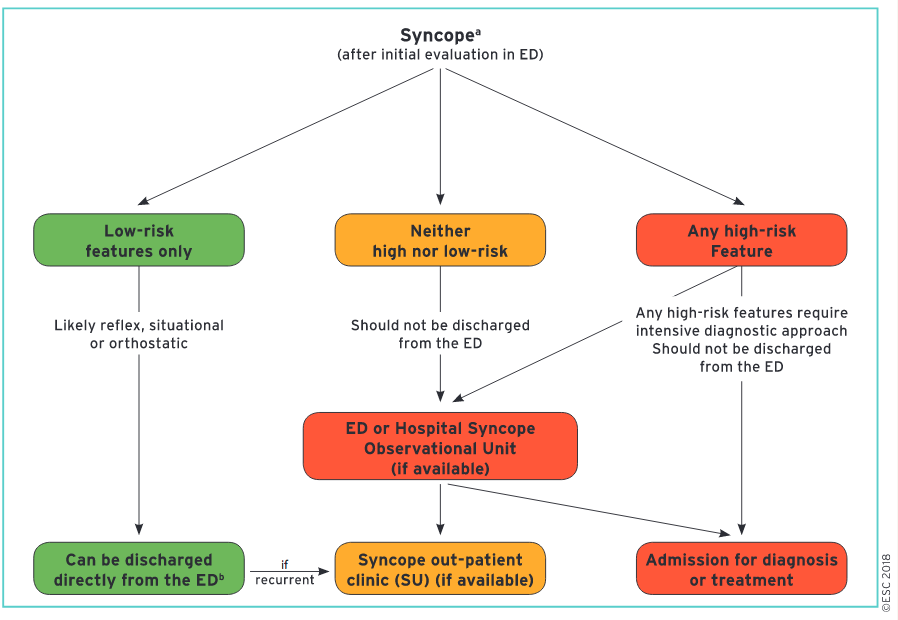 Syncopeᵃ
(after initial evaluation in ED)
Low-risk
features only
Neither
high nor low-risk
Any high-risk
Feature
Likely reflex, situational
or orthostatic
Should not be discharged
from the ED
Any high-risk features require
intensive diagnostic approach
Should not be discharged
from the ED
ED or Hospital Syncope
Observational Unit
(if available)
Can be discharged
directly from the EDᵇ
if
recurrent
Syncope out-patient
clinic (SU) (if available)
Admission for diagnosis
or treatment
©ESC 2018